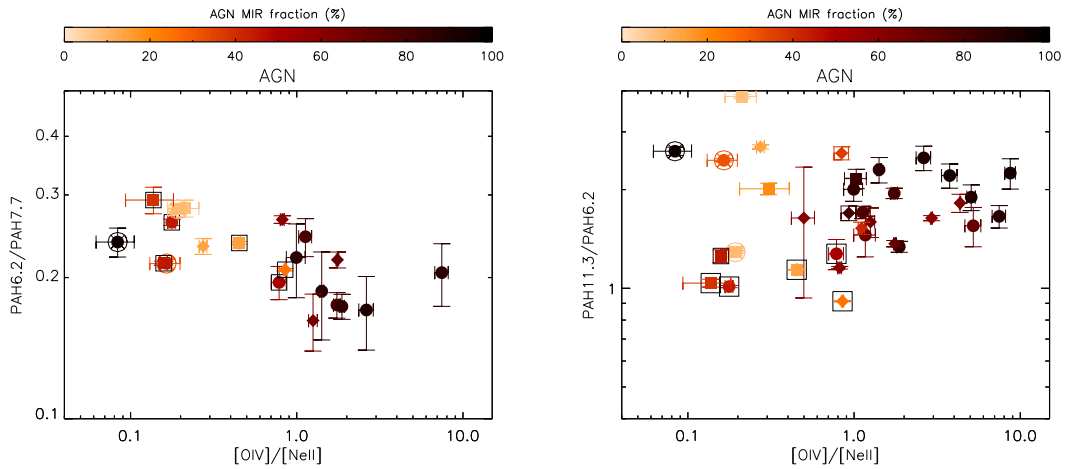 AGN MIR fraction (%)
0 20 40 60 80 100
AGN
0.4
0.3
0.2
0.1
PAH6.2/PAH7.7
0.1 1.0 10.0
[OIV]/[NeII]
AGN MIR fraction (%)
0 20 40 60 80 100
AGN
1
PAH11.3/PAH6.2
0.1 1.0 10.0
[OIV]/[NeII]